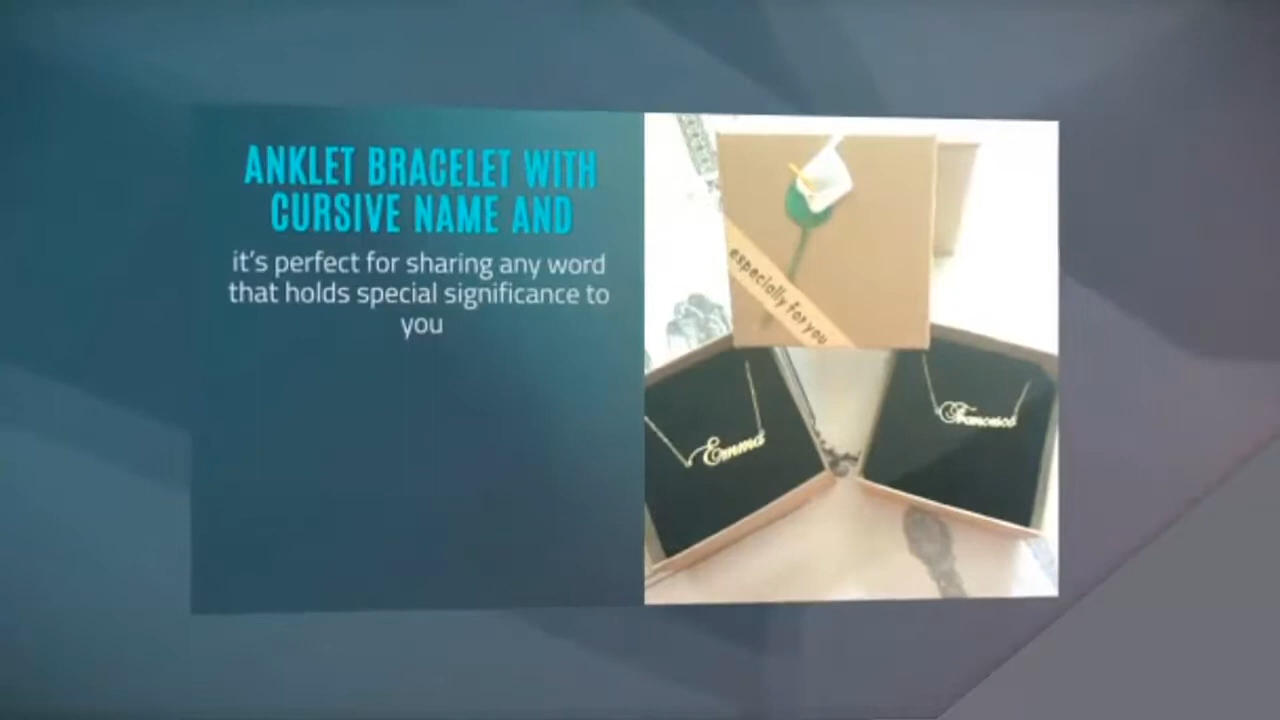 ANKLET BRACELET WITH
CURSIVE NAME AND
it's perfect for sharing any word
that holds special significance to
you
especially for you
Emma
Francesco